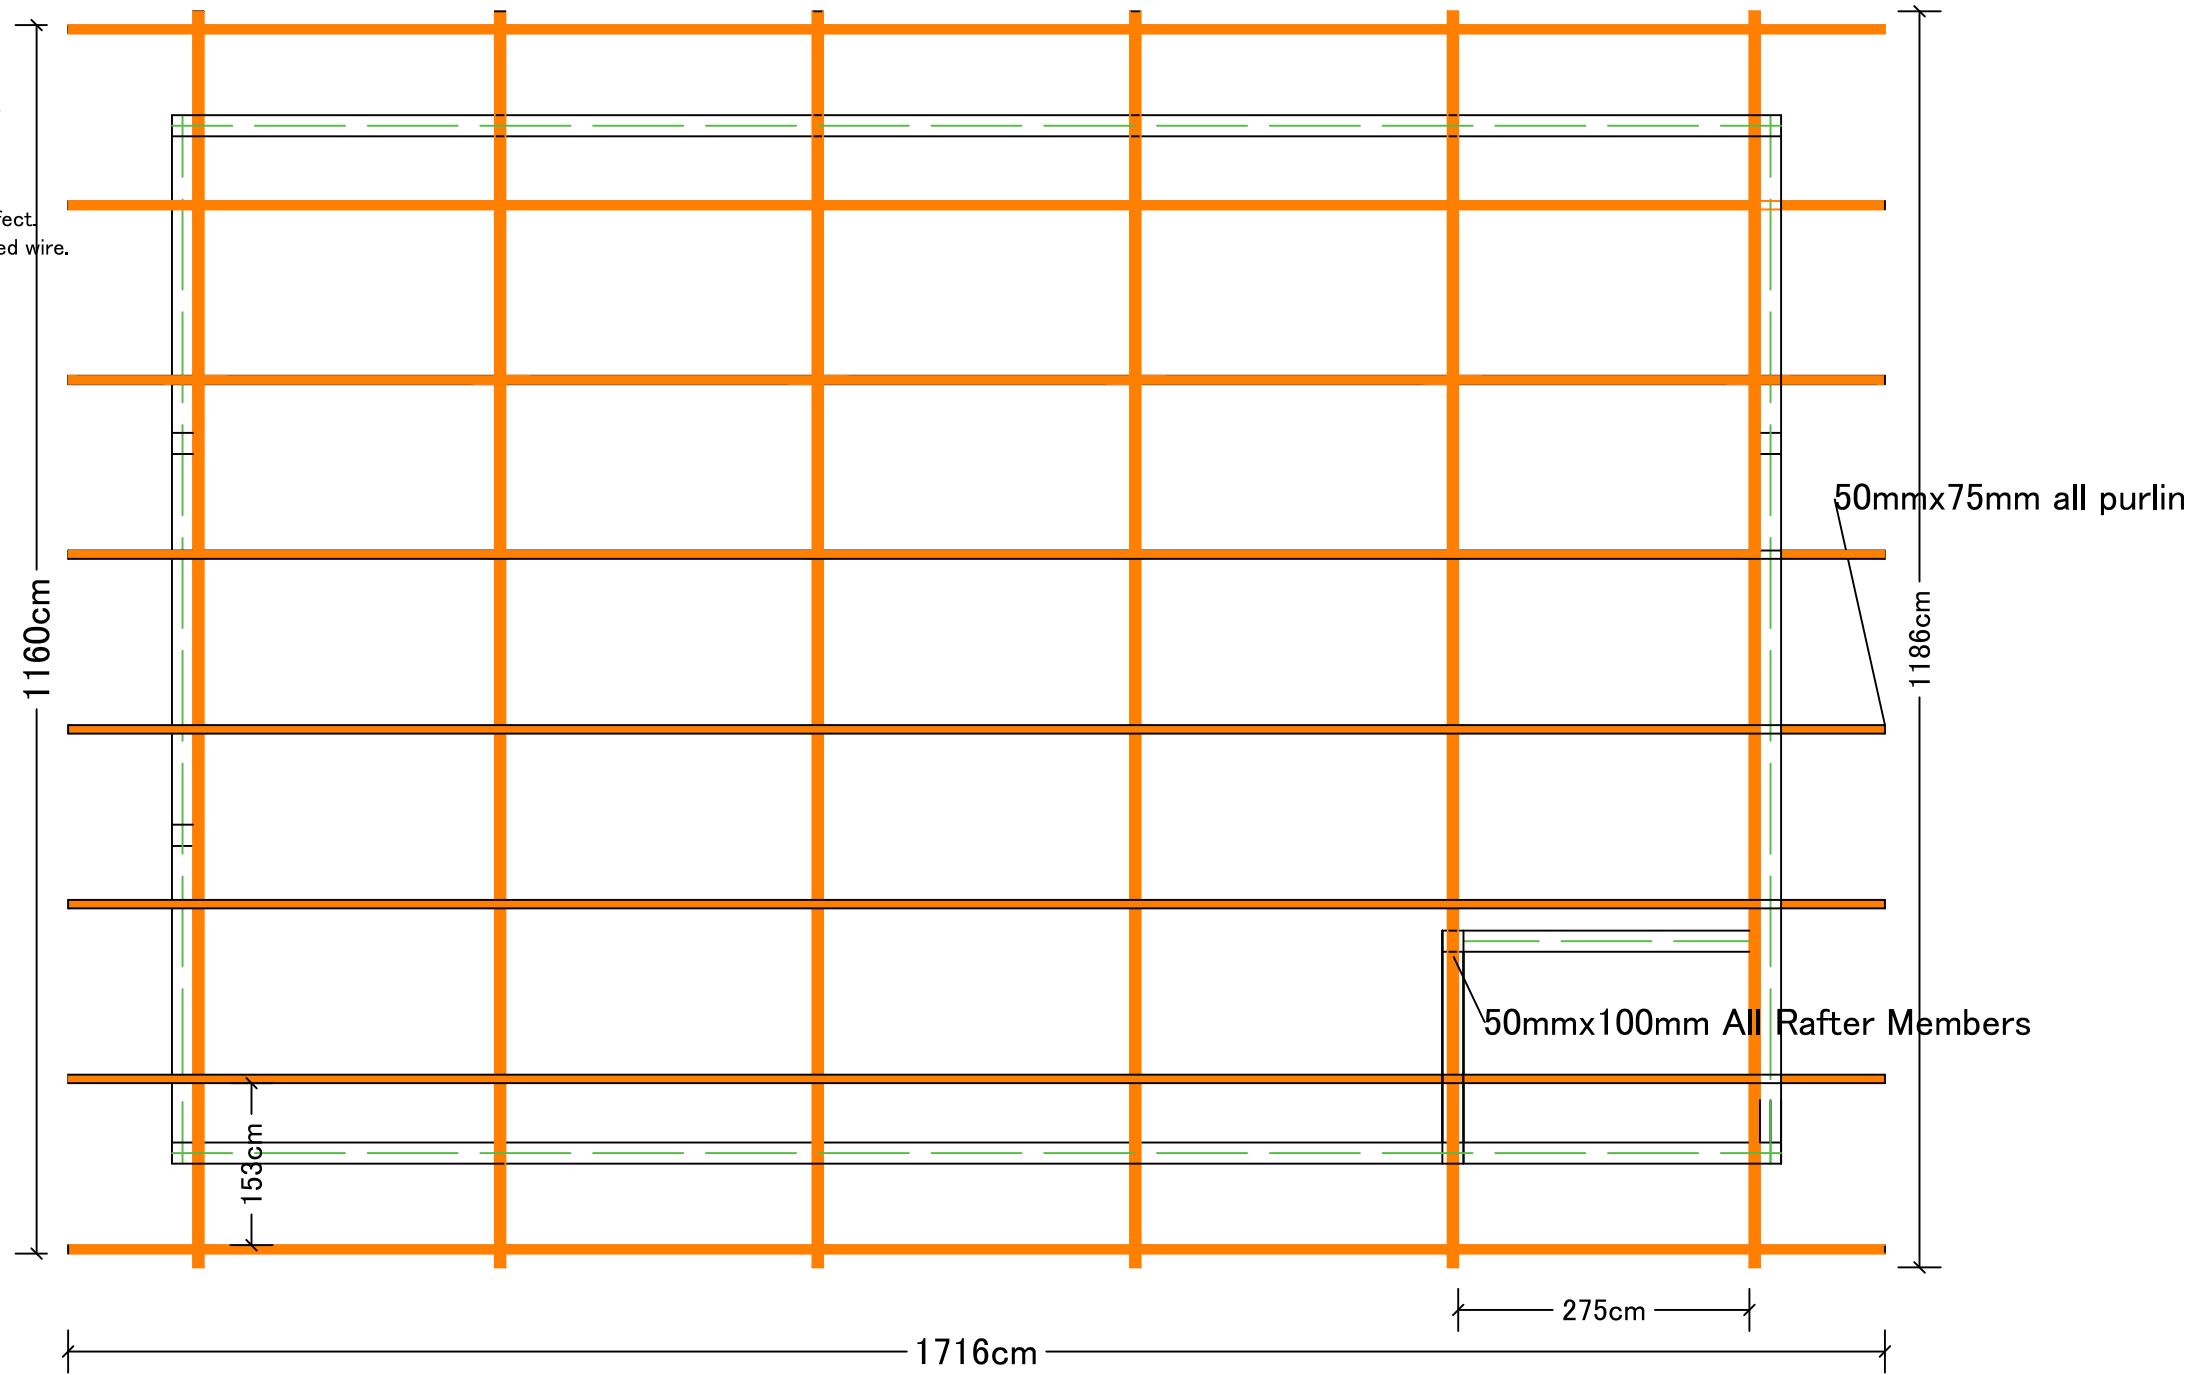 fect.
ed wire.
50mmx75mm all purlin
1160cm
1186cm
50mmx100mm All Rafter Members
153cm
275cm
1716cm